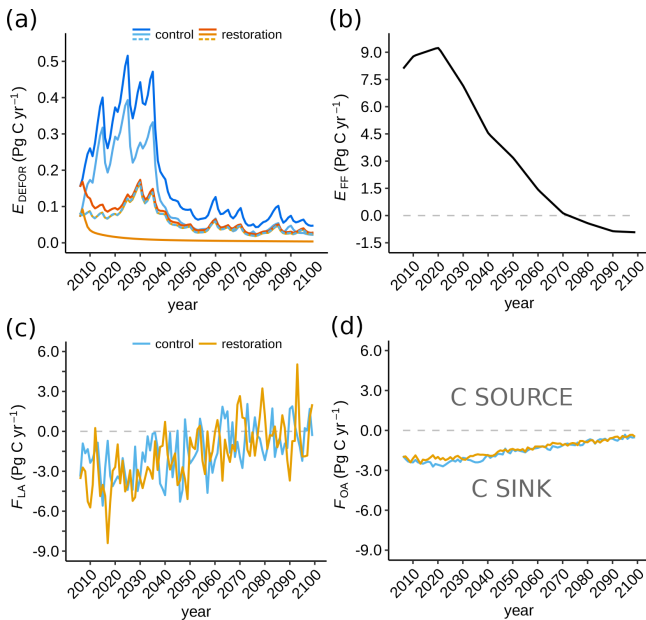 (a)
control restoration
E DEFOR (Pg C yr⁻¹)
0.5
0.4
0.3
0.2
0.1
0.0
2010 2020 2030 2040 2050 2060 2070 2080 2090 2100
year
(b)
E FF (Pg C yr⁻¹)
9.0
7.5
6.0
4.5
3.0
1.5
0.0
-1.5
2010 2020 2030 2040 2050 2060 2070 2080 2090 2100
year
(c)
control restoration
F LA (Pg C yr⁻¹)
6.0
3.0
0.0
-3.0
-6.0
-9.0
2010 2020 2030 2040 2050 2060 2070 2080 2090 2100
year
(d)
F OA (Pg C yr⁻¹)
6.0
3.0
0.0
-3.0
-6.0
-9.0
C SOURCE
C SINK
2010 2020 2030 2040 2050 2060 2070 2080 2090 2100
year